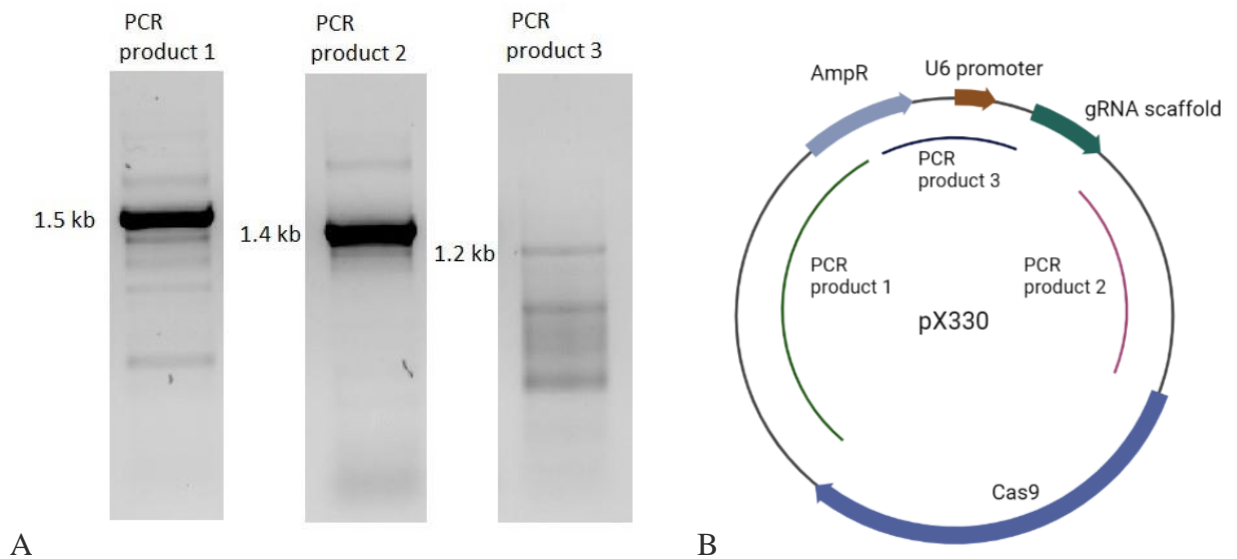 PCR
product 1
PCR
product 2
PCR
product 3
1.5 kb
1.4 kb
1.2 kb
A
AmpR
U6 promoter
gRNA scaffold
PCR
product 3
PCR
product 1
PCR
product 2
pX330
Cas9
B